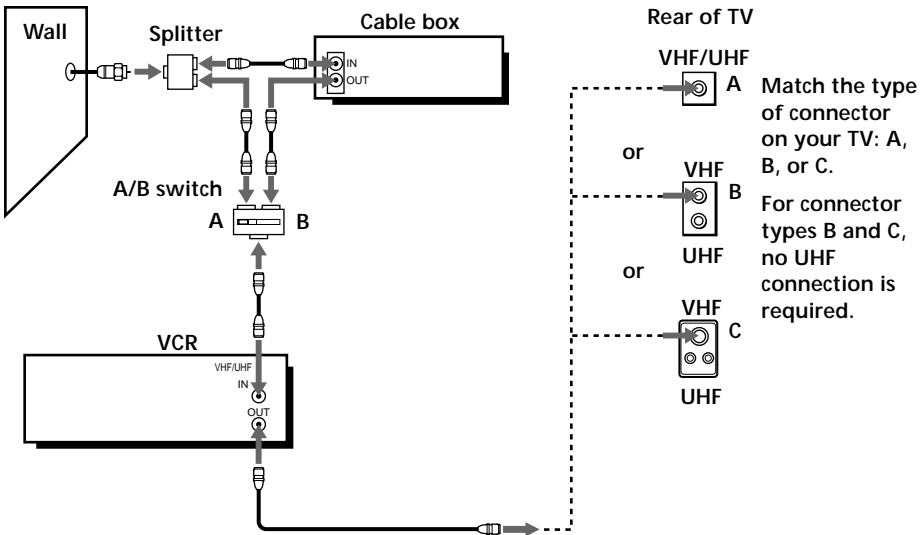 Wall
Splitter
Cable box
IN
OUT
A/B switch
A
B
VCR
VHF/UHF
IN
OUT
Rear of TV
VHF/UHF
A
or
VHF
B
UHF
or
VHF
C
UHF
Match the type
of connector
on your TV: A,
B, or C.
For connector
types B and C,
no UHF
connection is
required.